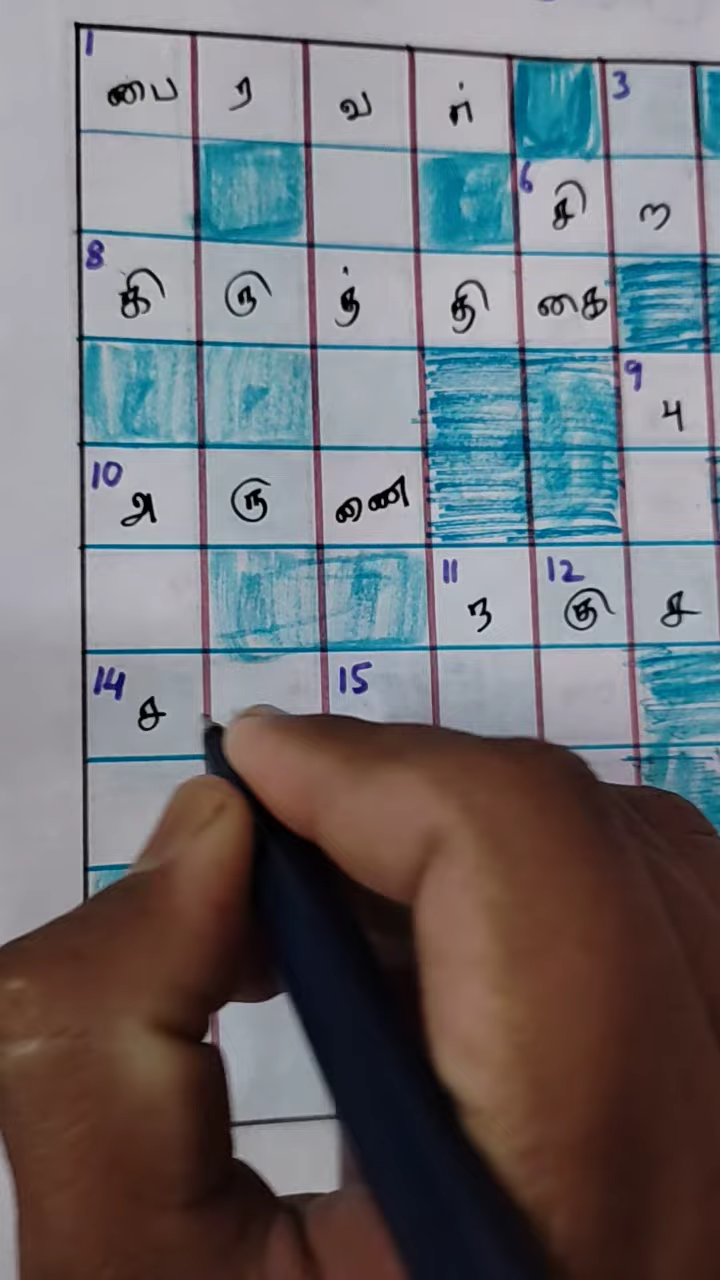 1 பை ர வ ர் 3
6 சி ற
8 கி ரு த் தி கை
9 பு
10 அ ரு ணை
11 ந 12 கு ச
14 ச 15